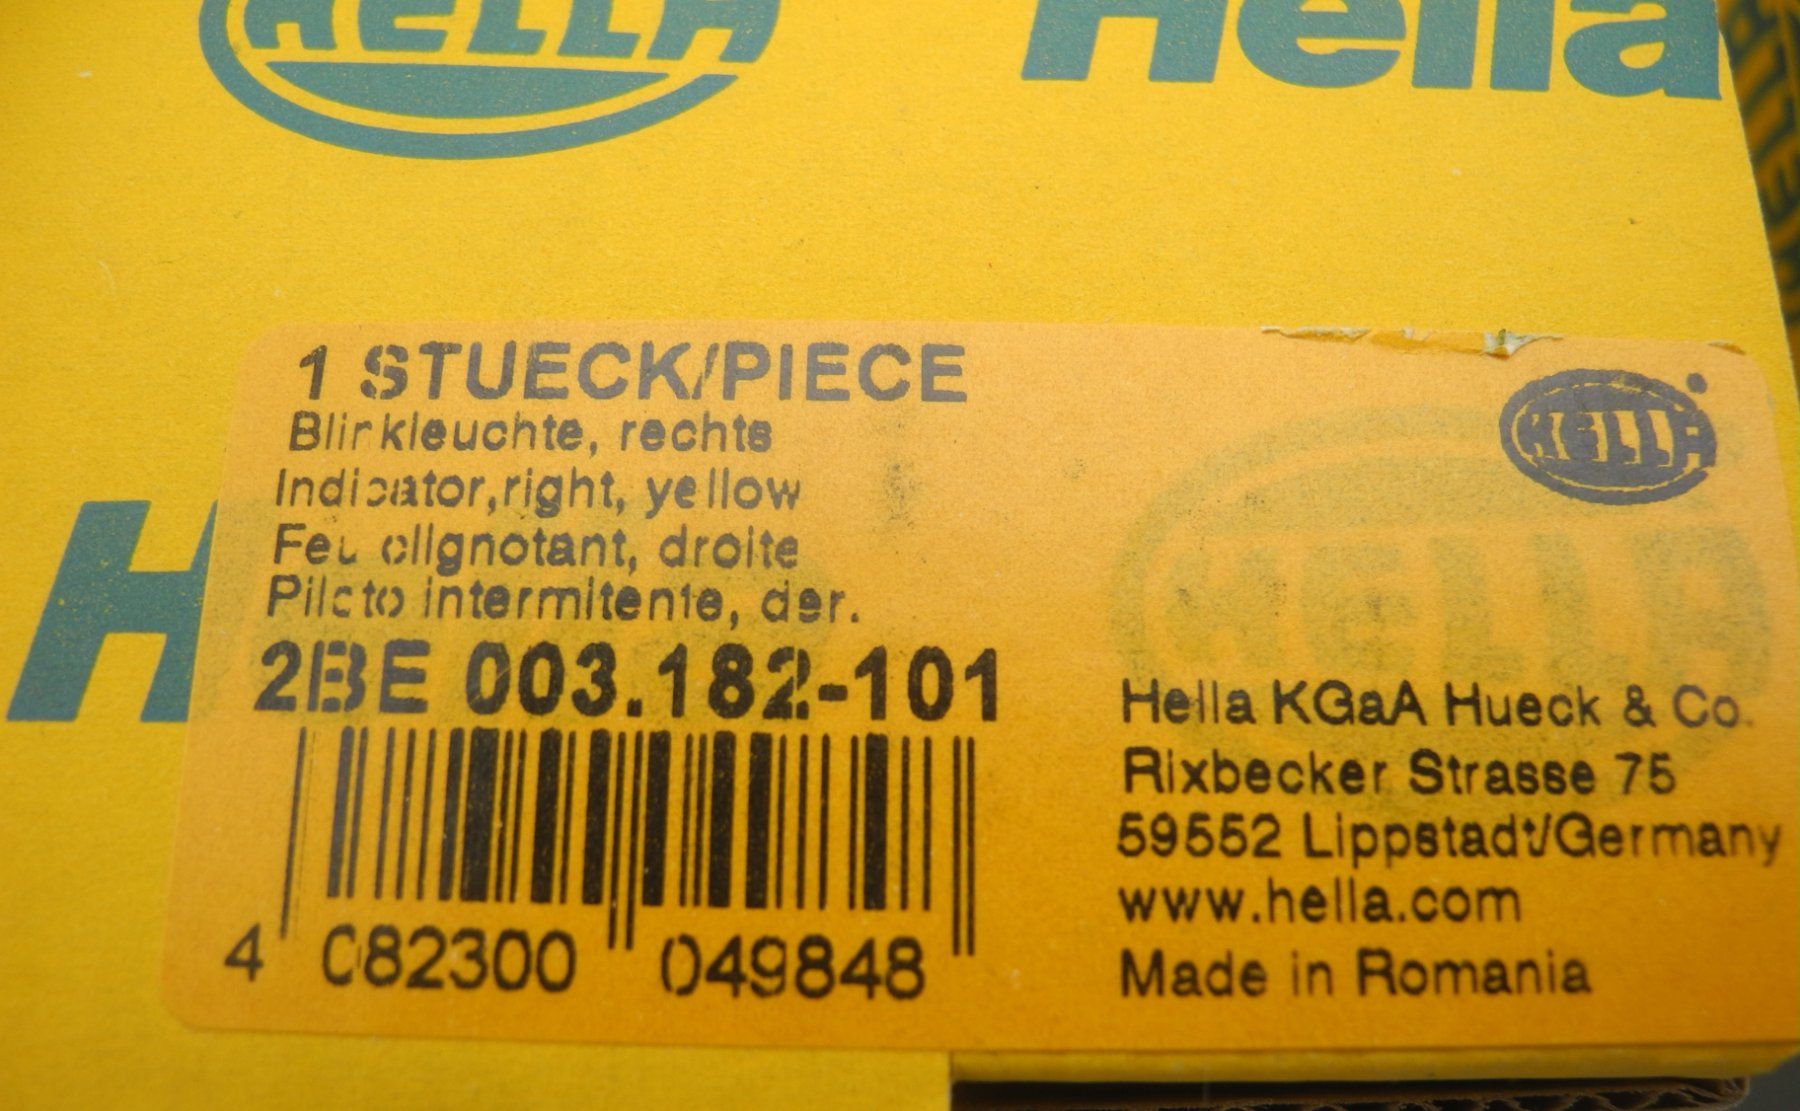 HELLA
Hella
H
1 STUECK/PIECE
Blinkleuchte, rechts
Indicator,right, yellow
Feu clignotant, droite
Piloto intermitente, der.
2BE 003.182-101
4 082300 049848
HELLA
HELLA
Hella KGaA Hueck & Co.
Rixbecker Strasse 75
59552 Lippstadt/Germany
www.hella.com
Made in Romania